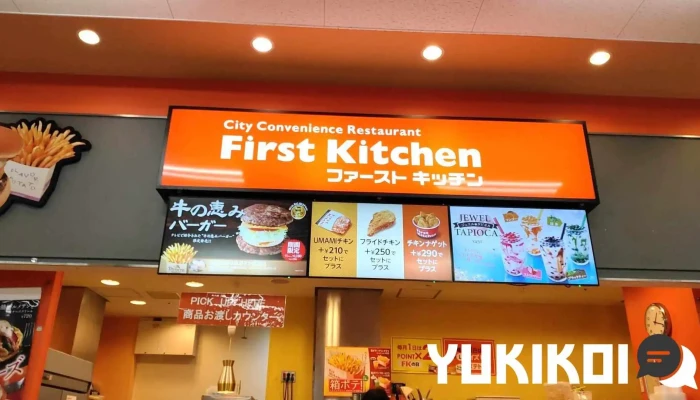 City Convenience Restaurant
First Kitchen
ファースト キッチン
牛の恵み
バーガー
期間
限定
UMAMIチキン
+¥210で
セットに
プラス
フライドチキン
+¥250で
セットに
プラス
チキンナゲット
+¥290で
セットに
プラス
JEWEL
TAPIOCA
PICK UP HERE
商品お渡しカウンター
毎月1日は
POINT
箱ポテ
YUKIKOI